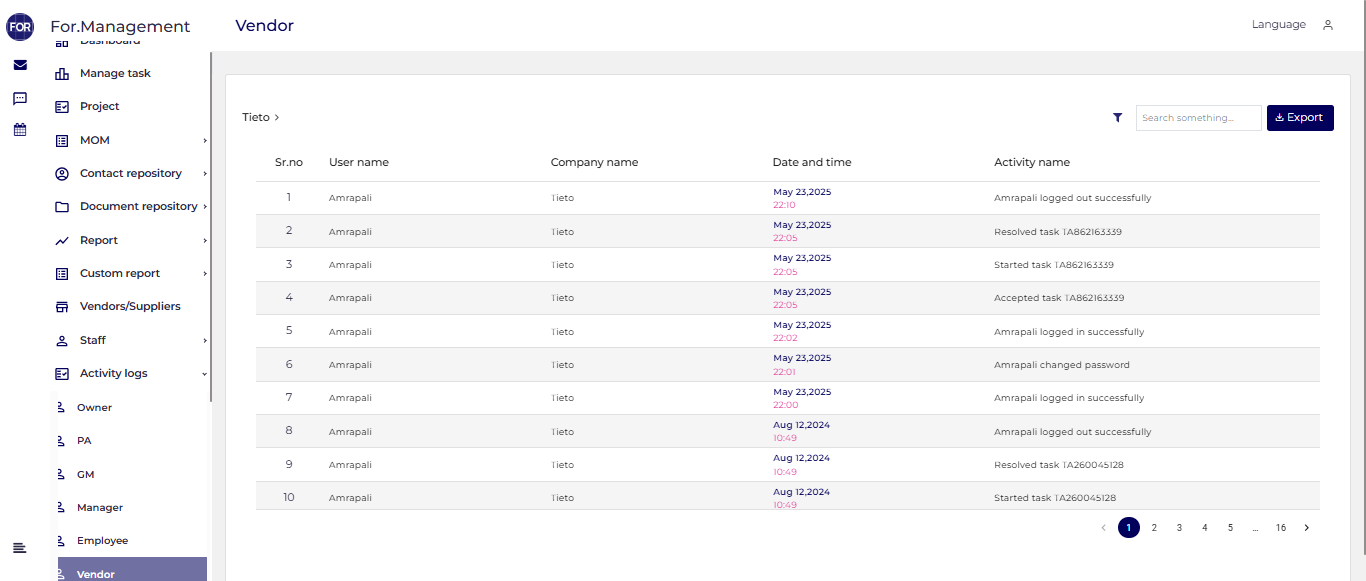 FOR For.Management Vendor Language
Dashboard
Manage task
Project
MOM
Contact repository
Document repository
Report
Custom report
Vendors/Suppliers
Staff
Activity logs
Owner
PA
GM
Manager
Employee
Vendor
Tieto > Search something... Export
Sr.no User name Company name Date and time Activity name
1 Amrapali Tieto May 23,2025 22:10 Amrapali logged out successfully
2 Amrapali Tieto May 23,2025 22:05 Resolved task TA862163339
3 Amrapali Tieto May 23,2025 22:05 Started task TA862163339
4 Amrapali Tieto May 23,2025 22:05 Accepted task TA862163339
5 Amrapali Tieto May 23,2025 22:02 Amrapali logged in successfully
6 Amrapali Tieto May 23,2025 22:01 Amrapali changed password
7 Amrapali Tieto May 23,2025 22:00 Amrapali logged in successfully
8 Amrapali Tieto Aug 12,2024 10:49 Amrapali logged out successfully
9 Amrapali Tieto Aug 12,2024 10:49 Resolved task TA260045128
10 Amrapali Tieto Aug 12,2024 10:49 Started task TA260045128
< 1 2 3 4 5 ... 16 >